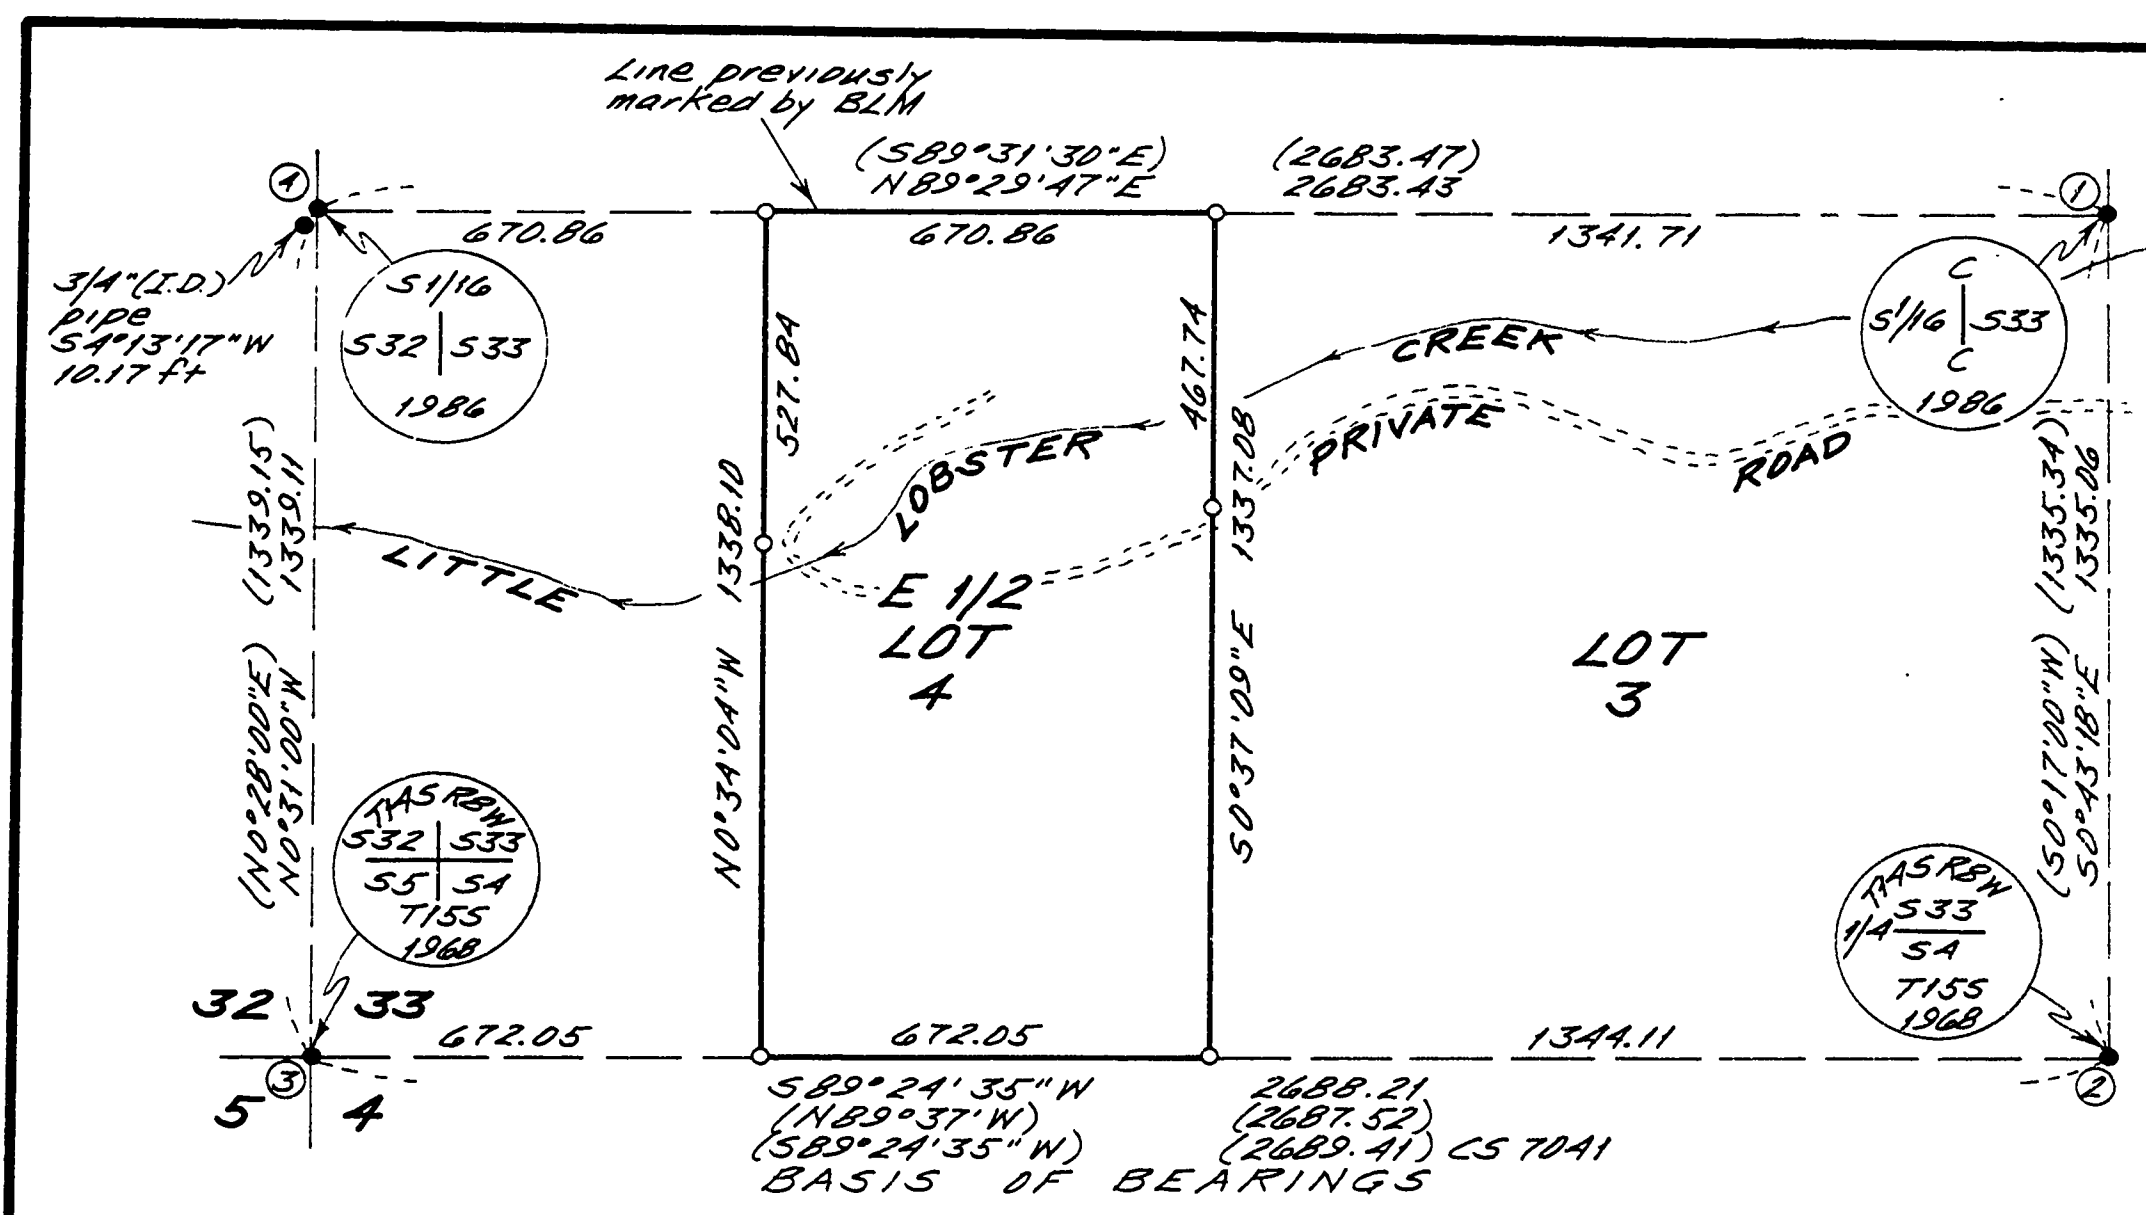 Line previously
marked by BLM
(S89°31'30"E)
N89°29'47"E
(2683.47)
2683.43
4
1
670.86
670.86
1341.71
3/4"(I.D.)
pipe
S4°13'17"W
10.17 ft
S1/16
S32 S33
1986
C
S1/16 S33
C
1986
527.84
467.74
CREEK
PRIVATE
ROAD
LOBSTER
LITTLE
(N0°28'00"E) (1339.15)
N0°31'00"W 1339.11
N0°34'04"W 1338.10
S0°37'09"E 1337.08
(S0°17'00"W) (1335.34)
S0°43'18"E 1335.06
E 1/2
LOT
4
LOT
3
T14S R8W
S32 S33
S5 S4
T15S
1968
T14S R8W
S33
1/4
S4
T15S
1968
32 33
672.05
672.05
1344.11
3
5 4
2
S89°24'35"W 2688.21
(N89°37'W) (2687.52)
(S89°24'35"W) (2689.41) CS 7041
BASIS OF BEARINGS